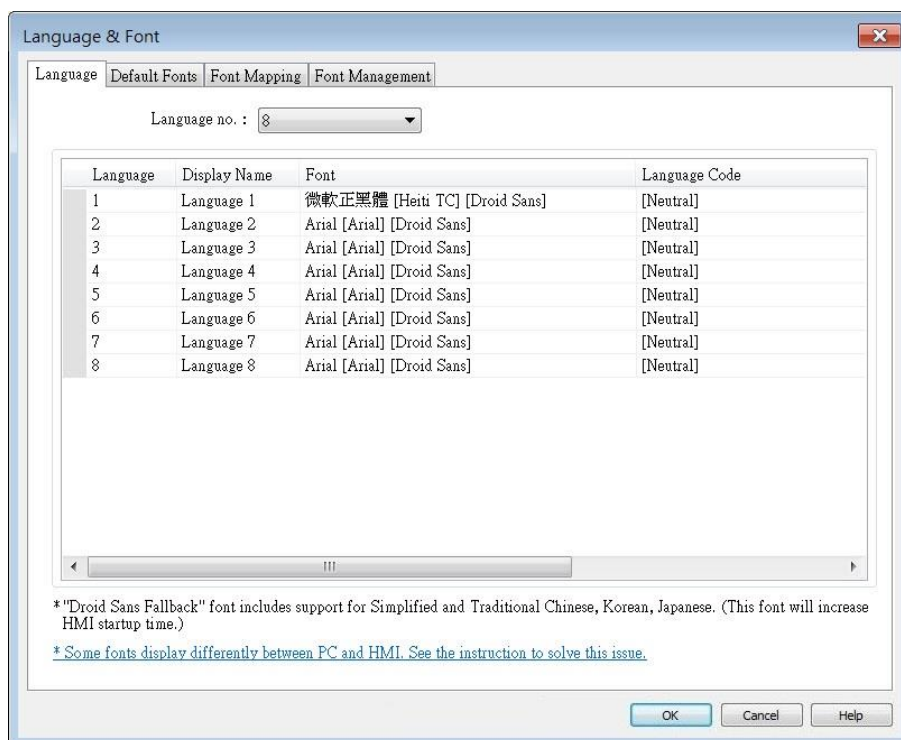 Language & Font
Language Default Fonts Font Mapping Font Management
Language no. : 8
Language Display Name Font Language Code
1 Language 1 微軟正黑體 [Heiti TC] [Droid Sans] [Neutral]
2 Language 2 Arial [Arial] [Droid Sans] [Neutral]
3 Language 3 Arial [Arial] [Droid Sans] [Neutral]
4 Language 4 Arial [Arial] [Droid Sans] [Neutral]
5 Language 5 Arial [Arial] [Droid Sans] [Neutral]
6 Language 6 Arial [Arial] [Droid Sans] [Neutral]
7 Language 7 Arial [Arial] [Droid Sans] [Neutral]
8 Language 8 Arial [Arial] [Droid Sans] [Neutral]
* "Droid Sans Fallback" font includes support for Simplified and Traditional Chinese, Korean, Japanese. (This font will increase
HMI startup time.)
* Some fonts display differently between PC and HMI. See the instruction to solve this issue.
OK Cancel Help